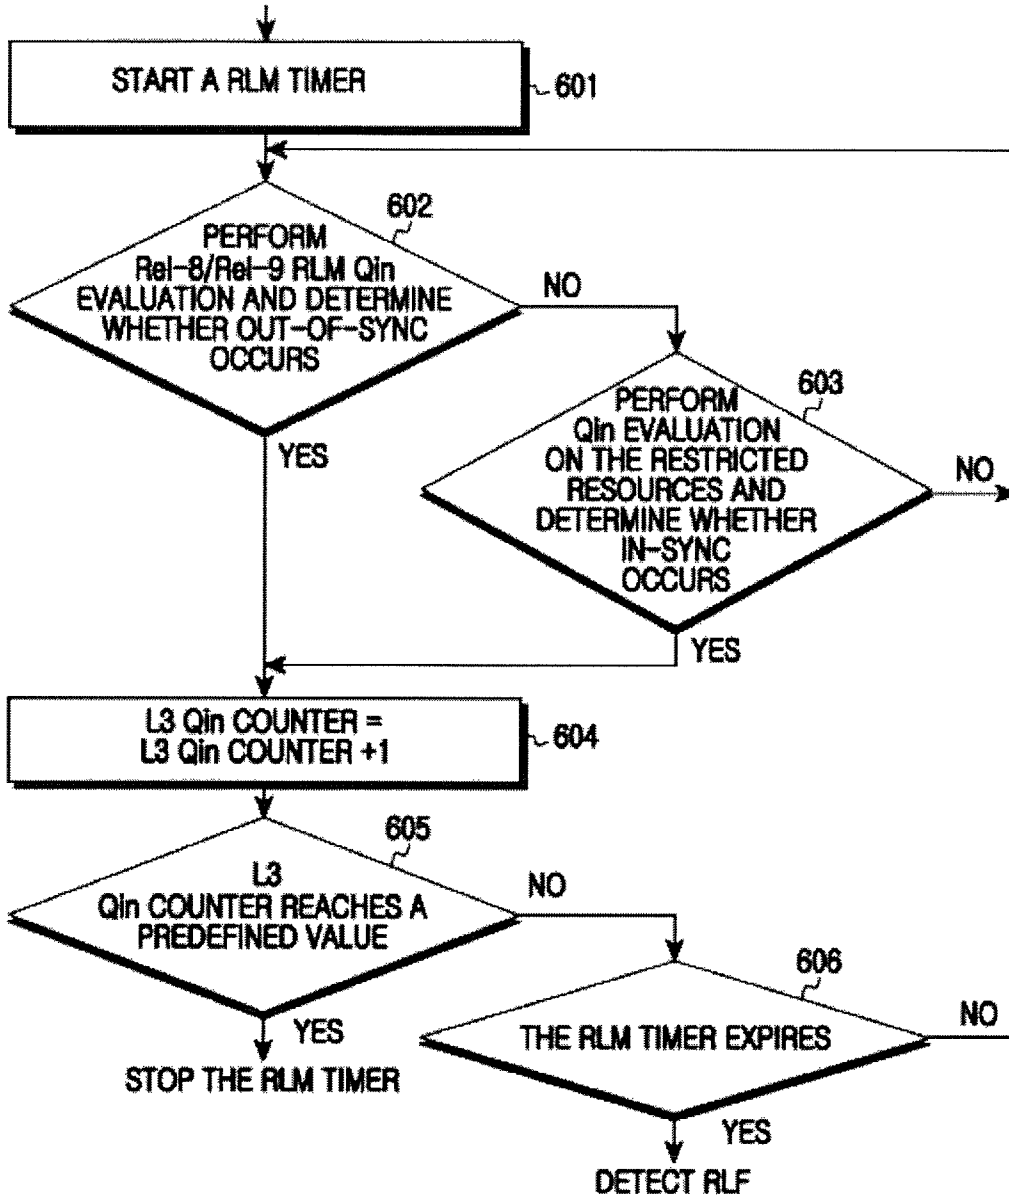 START A RLM TIMER
601
602
PERFORM
Rel-8/Rel-9 RLM Qin
EVALUATION AND DETERMINE
WHETHER OUT-OF-SYNC
OCCURS
NO
YES
603
PERFORM
Qin EVALUATION
ON THE RESTRICTED
RESOURCES AND
DETERMINE WHETHER
IN-SYNC
OCCURS
NO
YES
L3 Qin COUNTER =
L3 Qin COUNTER +1
604
605
L3
Qin COUNTER REACHES A
PREDEFINED VALUE
NO
YES
STOP THE RLM TIMER
606
THE RLM TIMER EXPIRES
NO
YES
DETECT RLF